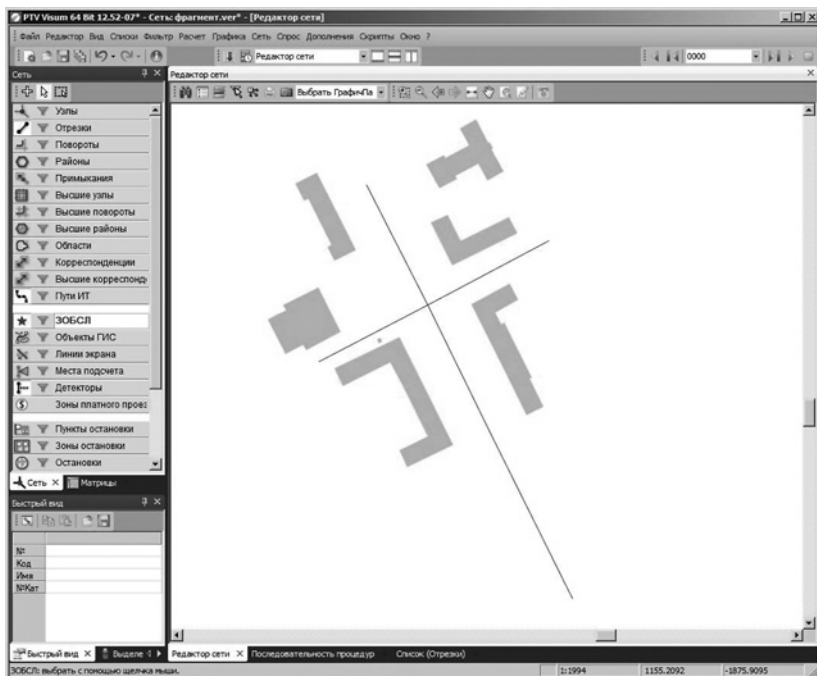 PTV Visum 64 Bit 12.52-07* - Сеть: фрагмент.ver* - [Редактор сети]
Файл Редактор Вид Списки Фильтр Расчет Графика Сеть Спрос Дополнения Скрипты Окно ?
Редактор сети
0000
Сеть
Редактор сети
Выбрать ГрафичПа
Узлы
Отрезки
Повороты
Районы
Примыкания
Высшие узлы
Высшие повороты
Высшие районы
Области
Корреспонденции
Высшие корреспонд
Пути ИТ
ЗОБСЛ
Объекты ГИС
Линии экрана
Места подсчета
Детекторы
Зоны платного проез
Пункты остановки
Зоны остановки
Остановки
Сеть Матрицы
Быстрый вид
№
Код
Имя
№Кат
Быстрый вид Выделе
Редактор сети Последовательность процедур Список (Отрезки)
ЗОБСЛ: выбрать с помощью щелчка мыши.
1:1994
1155.2092
-1875.9095